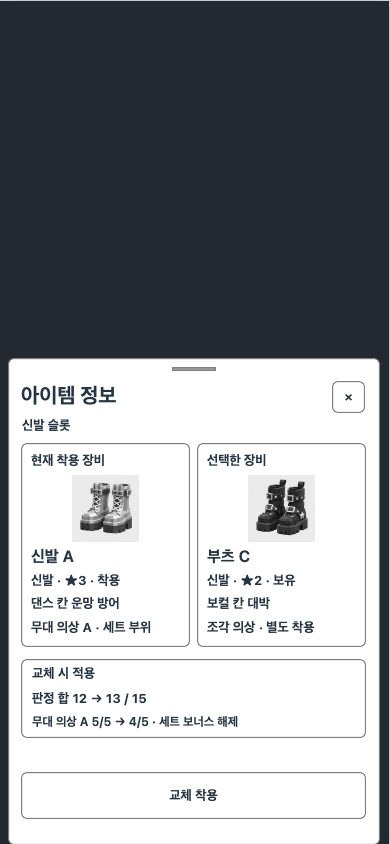 아이템 정보
×
신발 슬롯
현재 착용 장비
신발 A
신발 · ★3 · 착용
댄스 칸 운망 방어
무대 의상 A · 세트 부위
선택한 장비
부츠 C
신발 · ★2 · 보유
보컬 칸 대박
조각 의상 · 별도 착용
교체 시 적용
판정 합 12 → 13 / 15
무대 의상 A 5/5 → 4/5 · 세트 보너스 해제
교체 착용